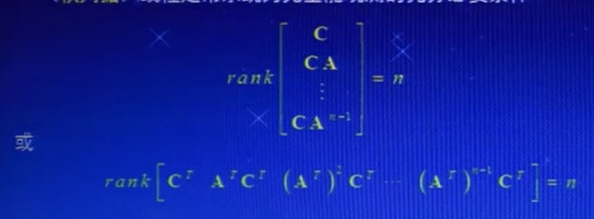 rank [ C
CA
⋮
CA^{n-1} ] = n
或
rank [ C^T A^T C^T (A^T)^2 C^T ⋯ (A^T)^{n-1} C^T ] = n